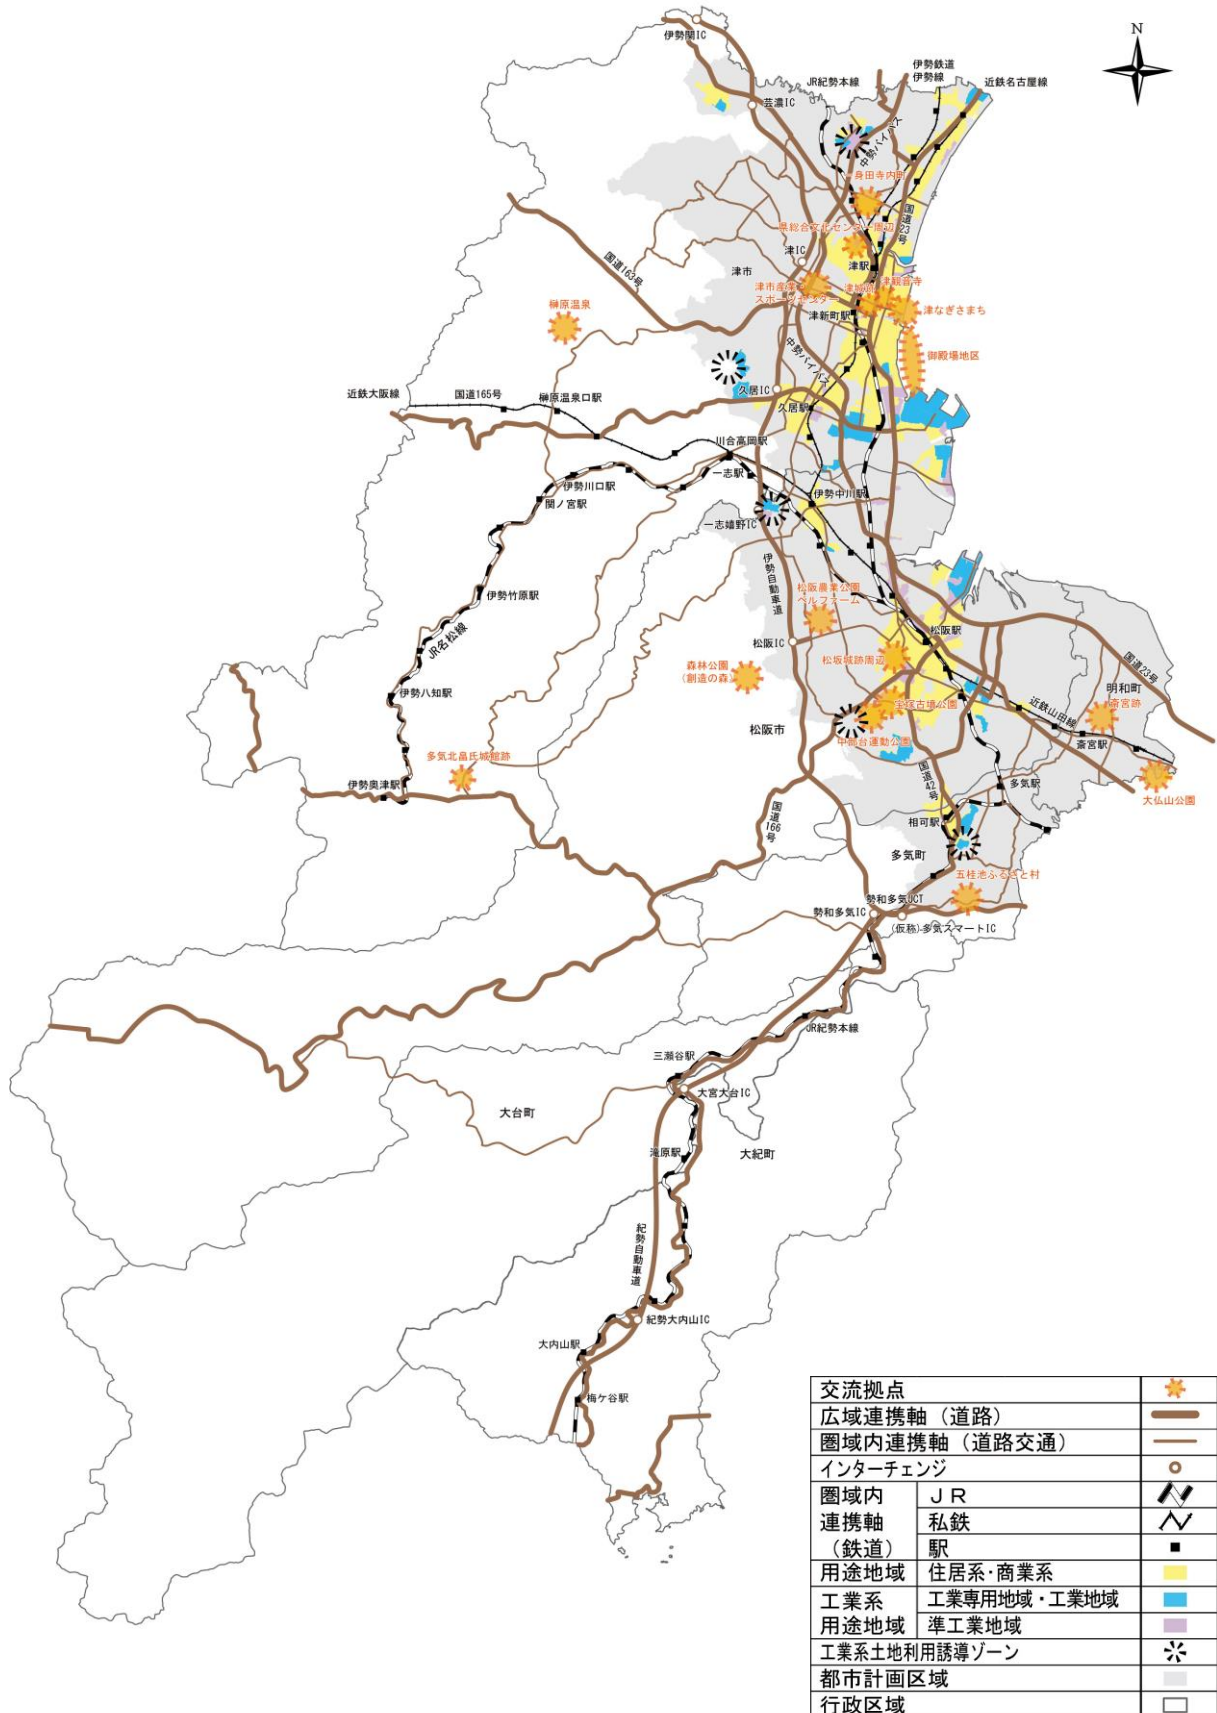 N
伊勢関IC
伊勢鉄道
伊勢線
JR紀勢本線
近鉄名古屋線
芸濃IC
中勢バイパス
一身田寺内町
国道23号
県総合文化センター周辺
津IC
津駅
国道163号
津市
津市産業
スポーツセンター
津城跡
津観音寺
榊原温泉
津新町駅
津なぎさまち
中勢バイパス
御殿場地区
久居IC
近鉄大阪線
国道165号
榊原温泉口駅
久居駅
川合高岡駅
一志駅
伊勢川口駅
伊勢中川駅
関ノ宮駅
一志嬉野IC
伊勢自動車道
伊勢竹原駅
松阪農業公園
ベルファーム
JR名松線
松阪IC
松阪駅
森林公園
(創造の森)
松坂城跡周辺
国道23号
伊勢八知駅
明和町
斎宮跡
宝塚古墳公園
近鉄山田線
松阪市
中部台運動公園
斎宮駅
多気北畠氏城館跡
国道42号
伊勢奥津駅
多気駅
大仏山公園
国道166号
相可駅
多気町
五桂池ふるさと村
勢和多気JCT
勢和多気IC
(仮称)多気スマートIC
JR紀勢本線
三瀬谷駅
大宮大台IC
大台町
滝原駅
大紀町
紀勢自動車道
紀勢大内山IC
大内山駅
梅ケ谷駅
交流拠点
広域連携軸（道路）
圏域内連携軸（道路交通）
インターチェンジ
圏域内 ＪＲ
連携軸 私鉄
（鉄道） 駅
用途地域 住居系･商業系
工業系 工業専用地域・工業地域
用途地域 準工業地域
工業系土地利用誘導ゾーン
都市計画区域
行政区域